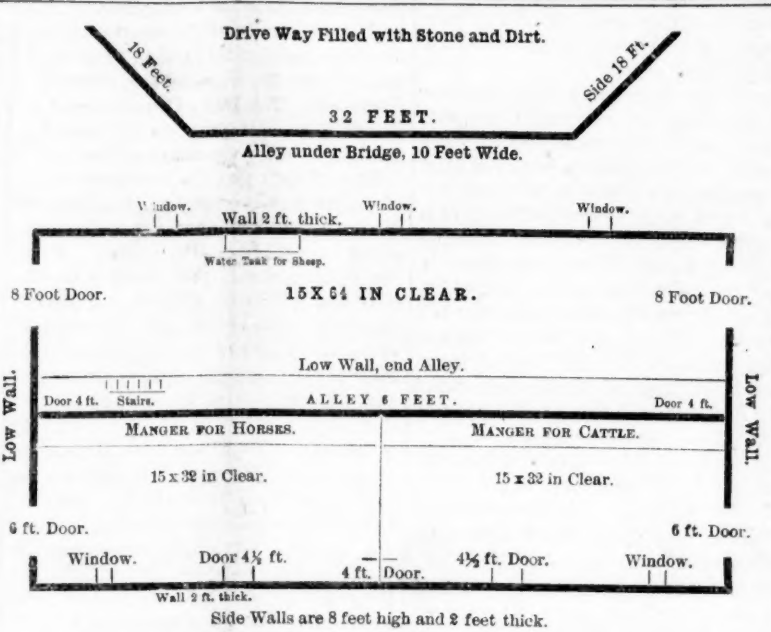 Drive Way Filled with Stone and Dirt.
18 Feet.
Side 18 Ft.
32 FEET.
Alley under Bridge, 10 Feet Wide.
Window. Window. Window.
Wall 2 ft. thick.
Water Tank for Sheep.
8 Foot Door. 15X64 IN CLEAR. 8 Foot Door.
Low Wall, end Alley.
Low Wall.
Door 4 ft. Stairs. ALLEY 6 FEET. Door 4 ft.
Low Wall.
MANGER FOR HORSES. MANGER FOR CATTLE.
15 x 32 in Clear. 15 x 32 in Clear.
6 ft. Door. 6 ft. Door.
Window. Door 4½ ft. 4½ ft. Door. Window.
4 ft. Door.
Wall 2 ft. thick.
Side Walls are 8 feet high and 2 feet thick.